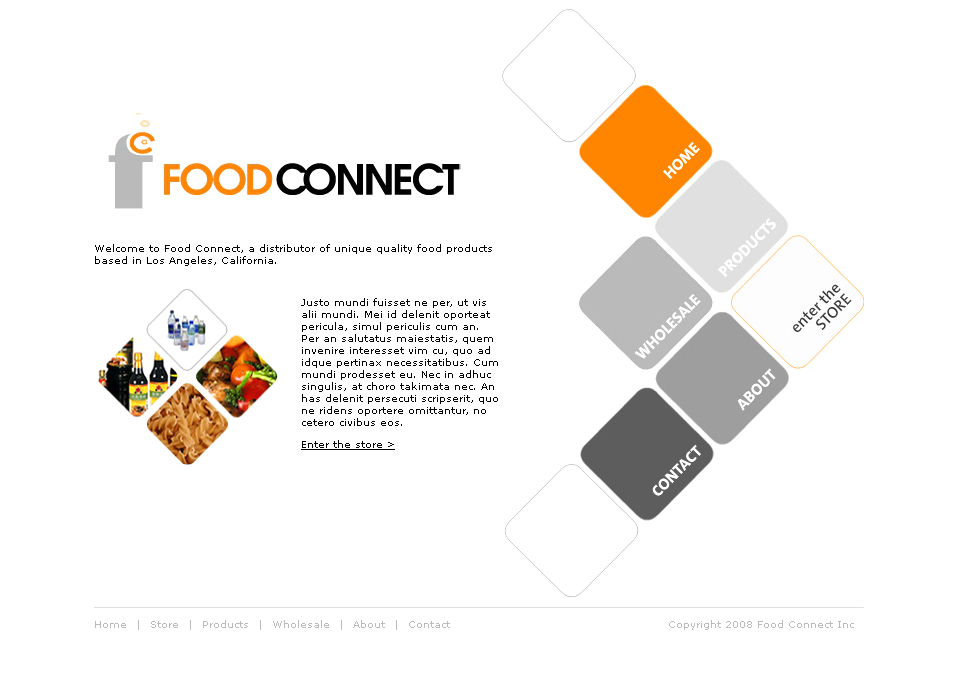 FOODCONNECT
Welcome to Food Connect, a distributor of unique quality food products
based in Los Angeles, California.
Justo mundi fuisset ne per, ut vis
alii mundi. Mei id delenit oporteat
pericula, simul periculis cum an.
Per an salutatus maiestatis, quem
invenire interesset vim cu, quo ad
idque pertinax necessitatibus. Cum
mundi prodesset eu. Nec in adhuc
singulis, at choro takimata nec. An
has delenit persecuti scripserit, quo
ne ridens oportere omittantur, no
cetero civibus eos.
Enter the store >
HOME
PRODUCTS
enter the
STORE
WHOLESALE
ABOUT
CONTACT
Home | Store | Products | Wholesale | About | Contact
Copyright 2008 Food Connect Inc